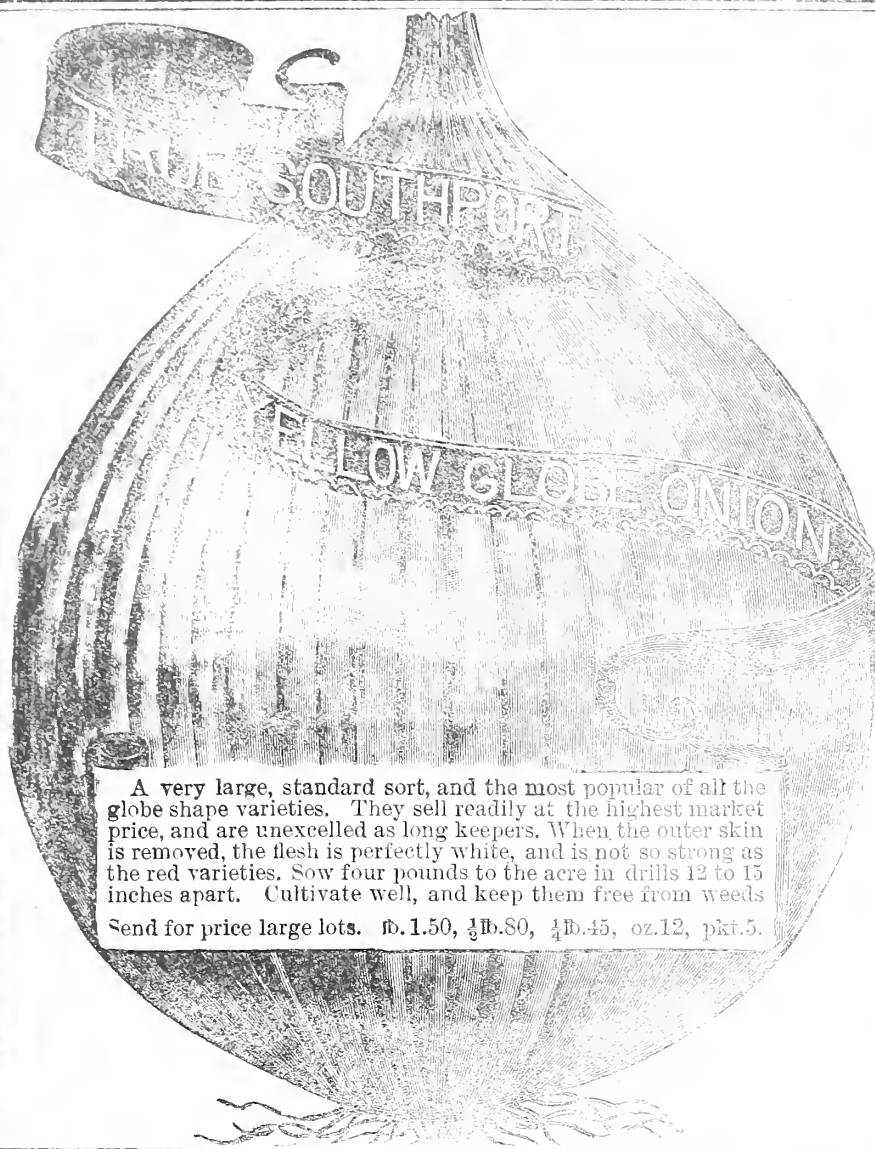 TRUE SOUTHPORT
YELLOW GLOBE ONION.
A very large, standard sort, and the most popular of all the
globe shape varieties. They sell readily at the highest market
price, and are unexcelled as long keepers. When the outer skin
is removed, the flesh is perfectly white, and is not so strong as
the red varieties. Sow four pounds to the acre in drills 12 to 15
inches apart. Cultivate well, and keep them free from weeds
Send for price large lots. ℔.1.50, ½℔.80, ¼℔.45, oz.12, pkt.5.